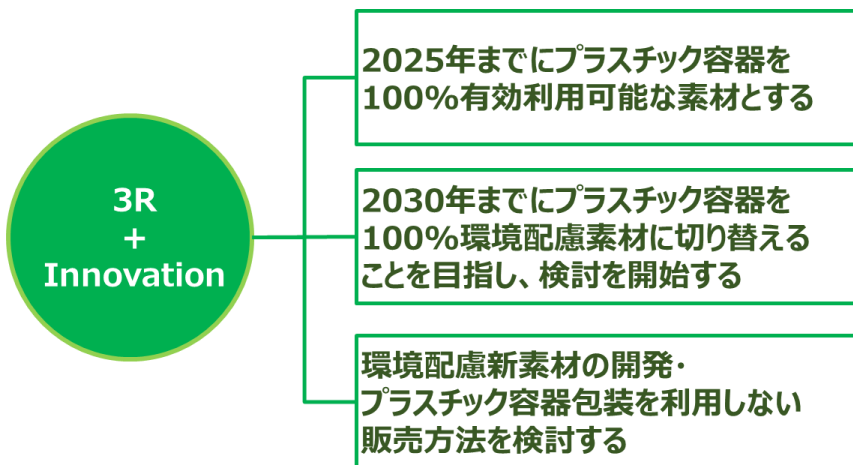 3R
+
Innovation
2025年までにプラスチック容器を
100%有効利用可能な素材とする
2030年までにプラスチック容器を
100%環境配慮素材に切り替える
ことを目指し、検討を開始する
環境配慮新素材の開発・
プラスチック容器包装を利用しない
販売方法を検討する